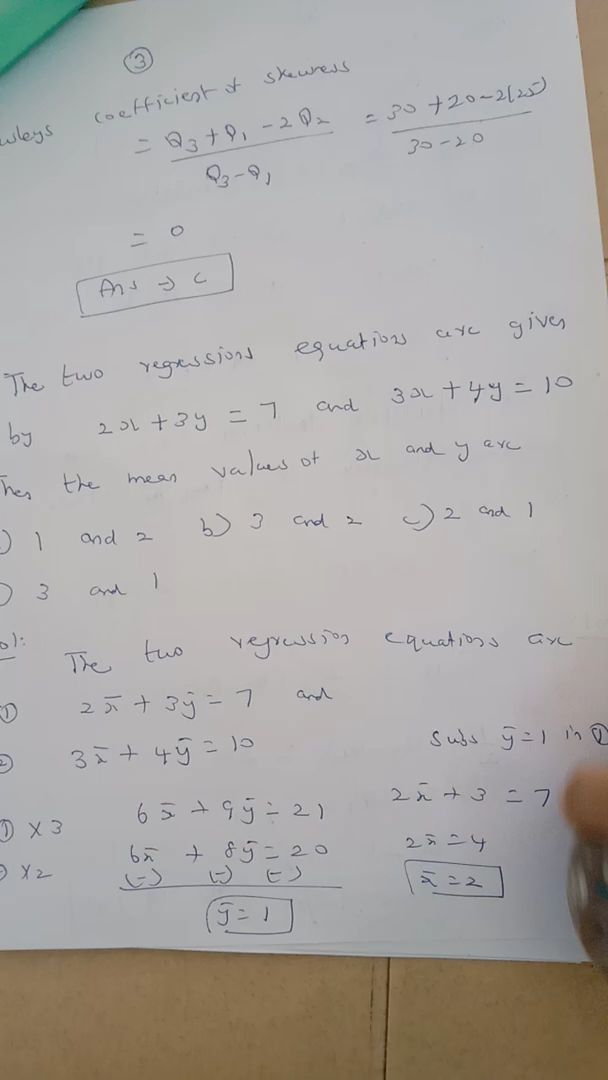 3
wleys coefficient of skewness
= Q3 + Q1 - 2Q2 / Q3 - Q1 = 30 + 20 - 2(25) / 30 - 20
= 0
Ans → c
The two regressions equations are given
by 2x + 3y = 7 and 3x + 4y = 10
Then the mean values of x and y are
) 1 and 2 b) 3 and 2 c) 2 and 1
) 3 and 1
ol: The two regression equations are
① 2x̄ + 3ȳ = 7 and
② 3x̄ + 4ȳ = 10
① x 3 6x̄ + 9ȳ = 21
② x 2 6x̄ + 8ȳ = 20
(-) (-) (-)
ȳ = 1
Subs ȳ = 1 in ①
2x̄ + 3 = 7
2x̄ = 4
x̄ = 2